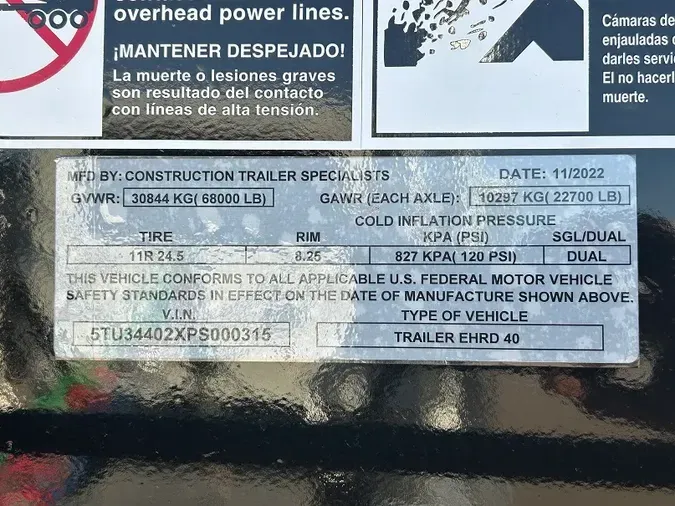 overhead power lines.
¡MANTENER DESPEJADO!
La muerte o lesiones graves
son resultado del contacto
con líneas de alta tensión.
Cámaras de
enjauladas
darles servi
El no hacerl
muerte.
MFD BY: CONSTRUCTION TRAILER SPECIALISTS DATE: 11/2022
GVWR: 30844 KG( 68000 LB) GAWR (EACH AXLE): 10297 KG( 22700 LB)
COLD INFLATION PRESSURE
TIRE RIM KPA (PSI) SGL/DUAL
11R 24.5 8.25 827 KPA( 120 PSI) DUAL
THIS VEHICLE CONFORMS TO ALL APPLICABLE U.S. FEDERAL MOTOR VEHICLE
SAFETY STANDARDS IN EFFECT ON THE DATE OF MANUFACTURE SHOWN ABOVE.
V.I.N. TYPE OF VEHICLE
5TU34402XPS000315 TRAILER EHRD 40